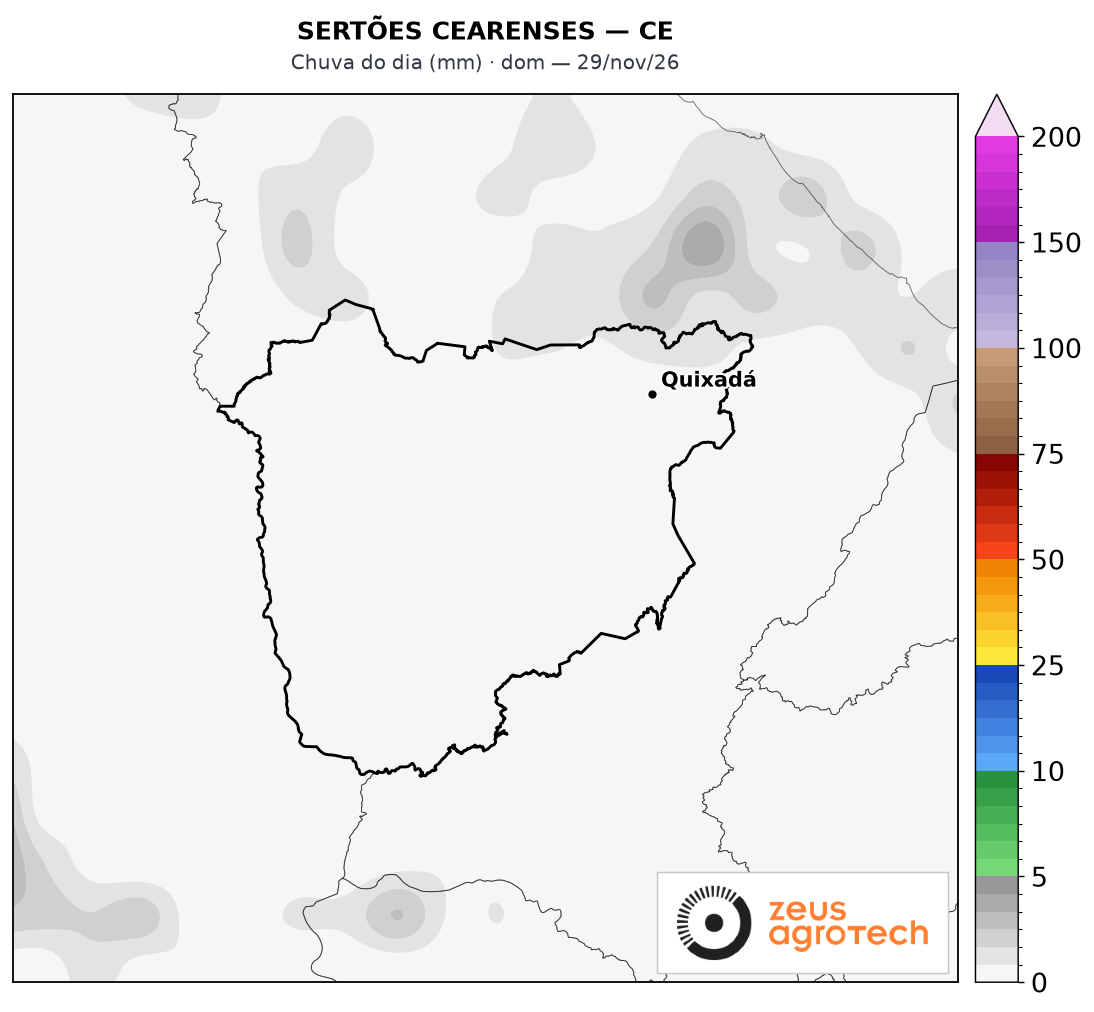 SERTÕES CEARENSES — CE
Chuva do dia (mm) · dom — 29/nov/26
200
150
100
75
50
25
10
5
0
Quixadá
zeus
agrotech